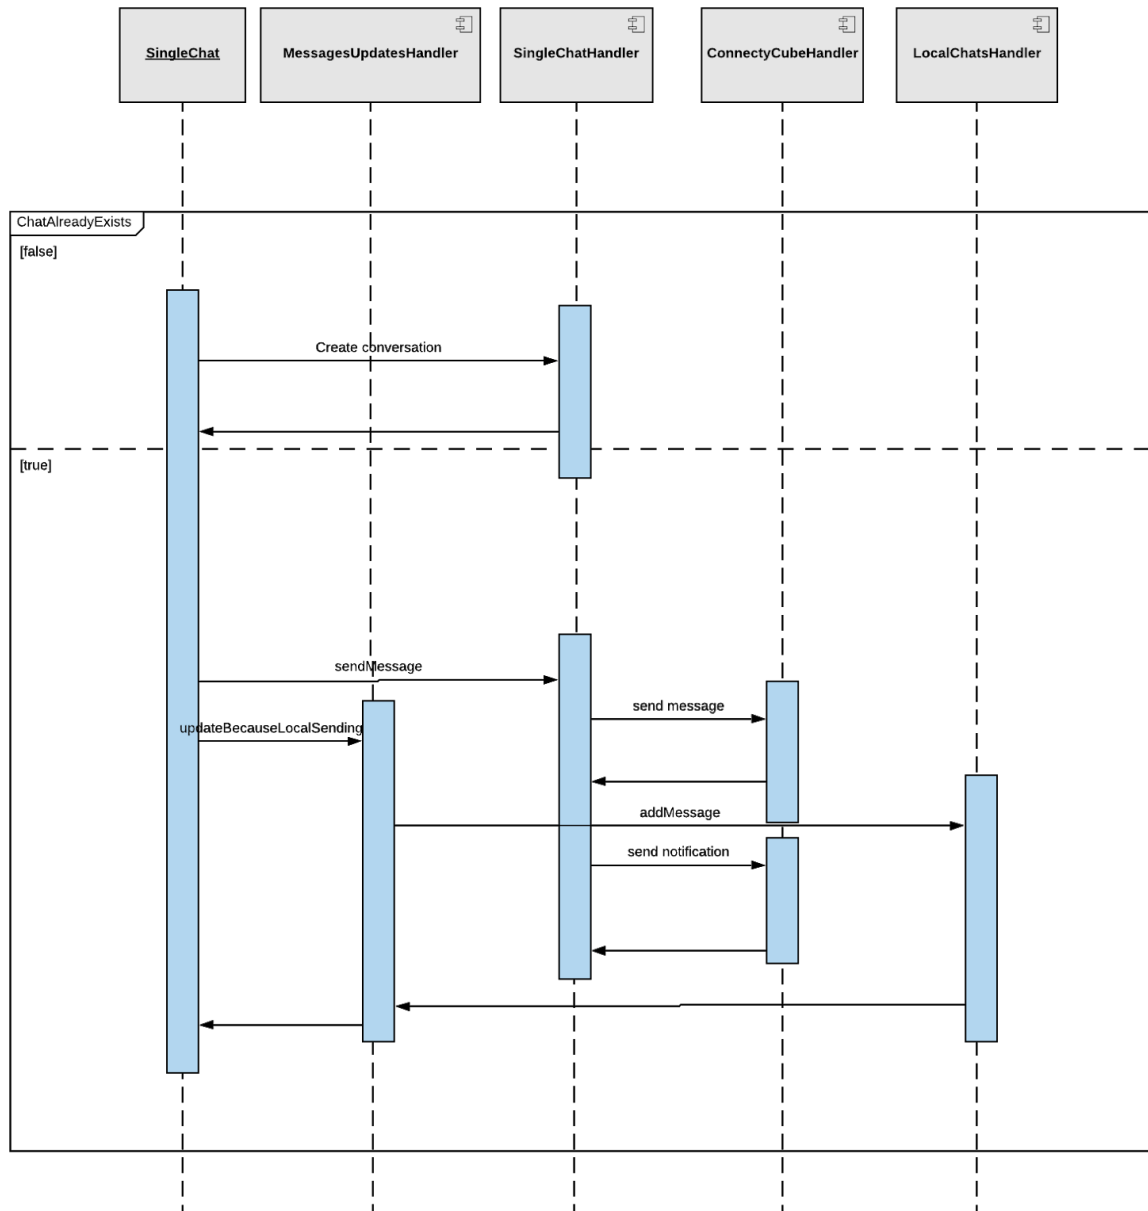 SingleChat
MessagesUpdatesHandler
SingleChatHandler
ConnectyCubeHandler
LocalChatsHandler
ChatAlreadyExists
[false]
Create conversation
[true]
sendMessage
send message
updateBecauseLocalSending
addMessage
send notification